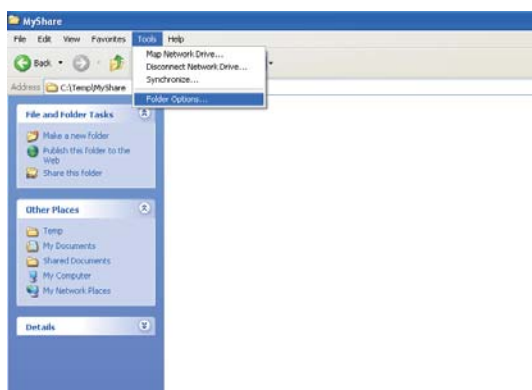 MyShare
File Edit View Favorites Tools Help
Map Network Drive...
Disconnect Network Drive...
Synchronize...
Folder Options...
Back
Address C:\Temp\MyShare
File and Folder Tasks
Make a new folder
Publish this folder to the
Web
Share this folder
Other Places
Temp
My Documents
Shared Documents
My Computer
My Network Places
Details